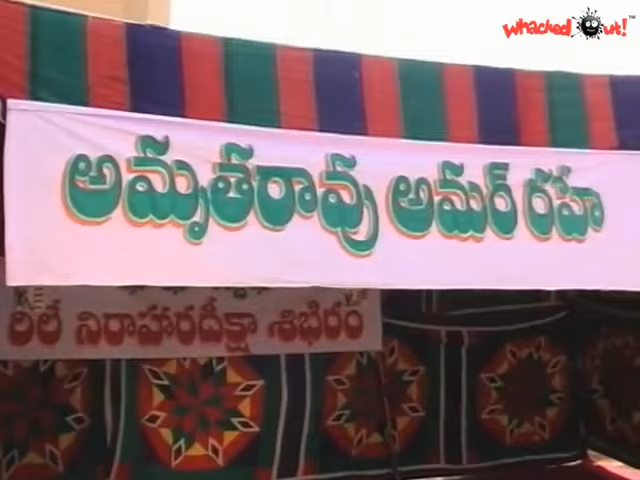 whacked out!
అమృతరావు అమర్ రహ
రిలే నిరాహారదీక్షా శిభిరం